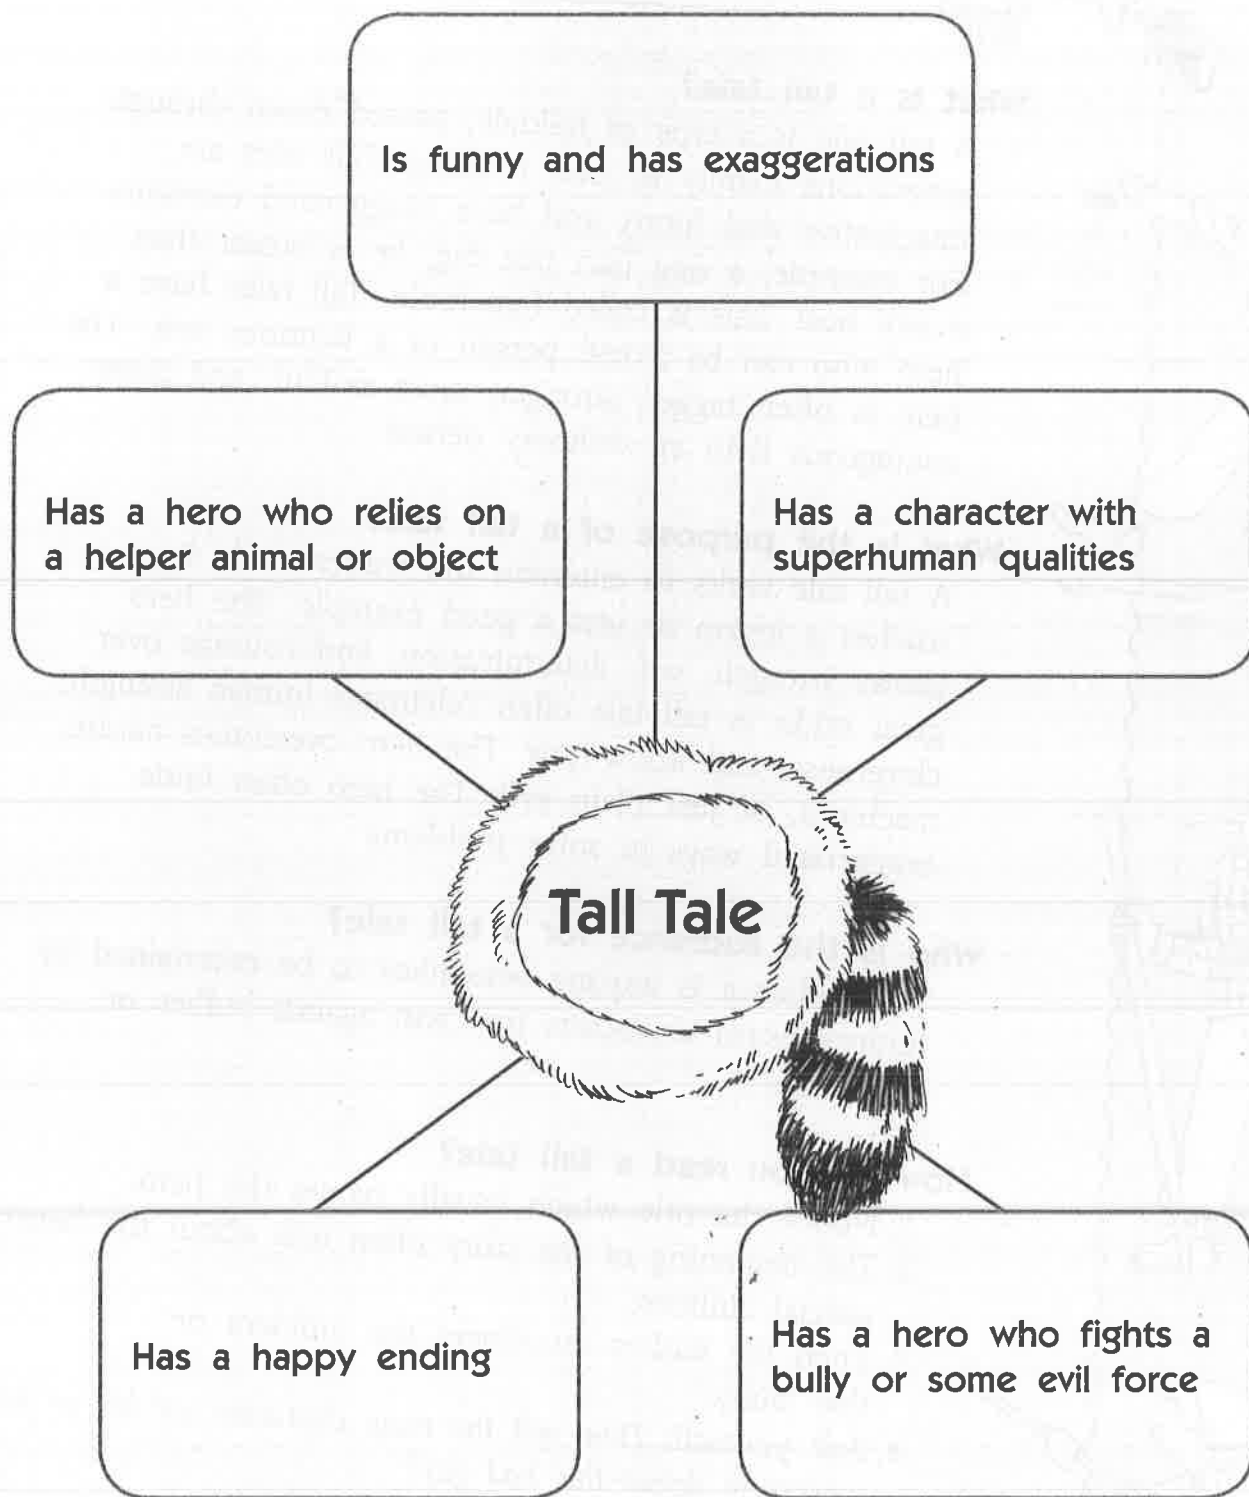 Is funny and has exaggerations
Has a hero who relies on
a helper animal or object
Has a character with
superhuman qualities
Tall Tale
Has a happy ending
Has a hero who fights a
bully or some evil force